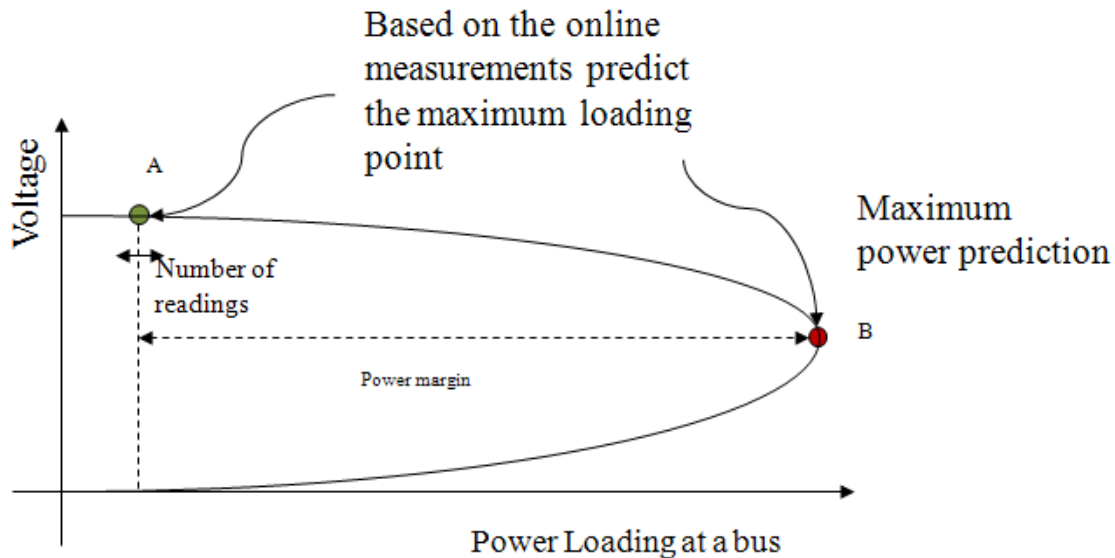 Based on the online
measurements predict
the maximum loading
point
Voltage
A
Maximum
power prediction
Number of
readings
B
Power margin
Power Loading at a bus